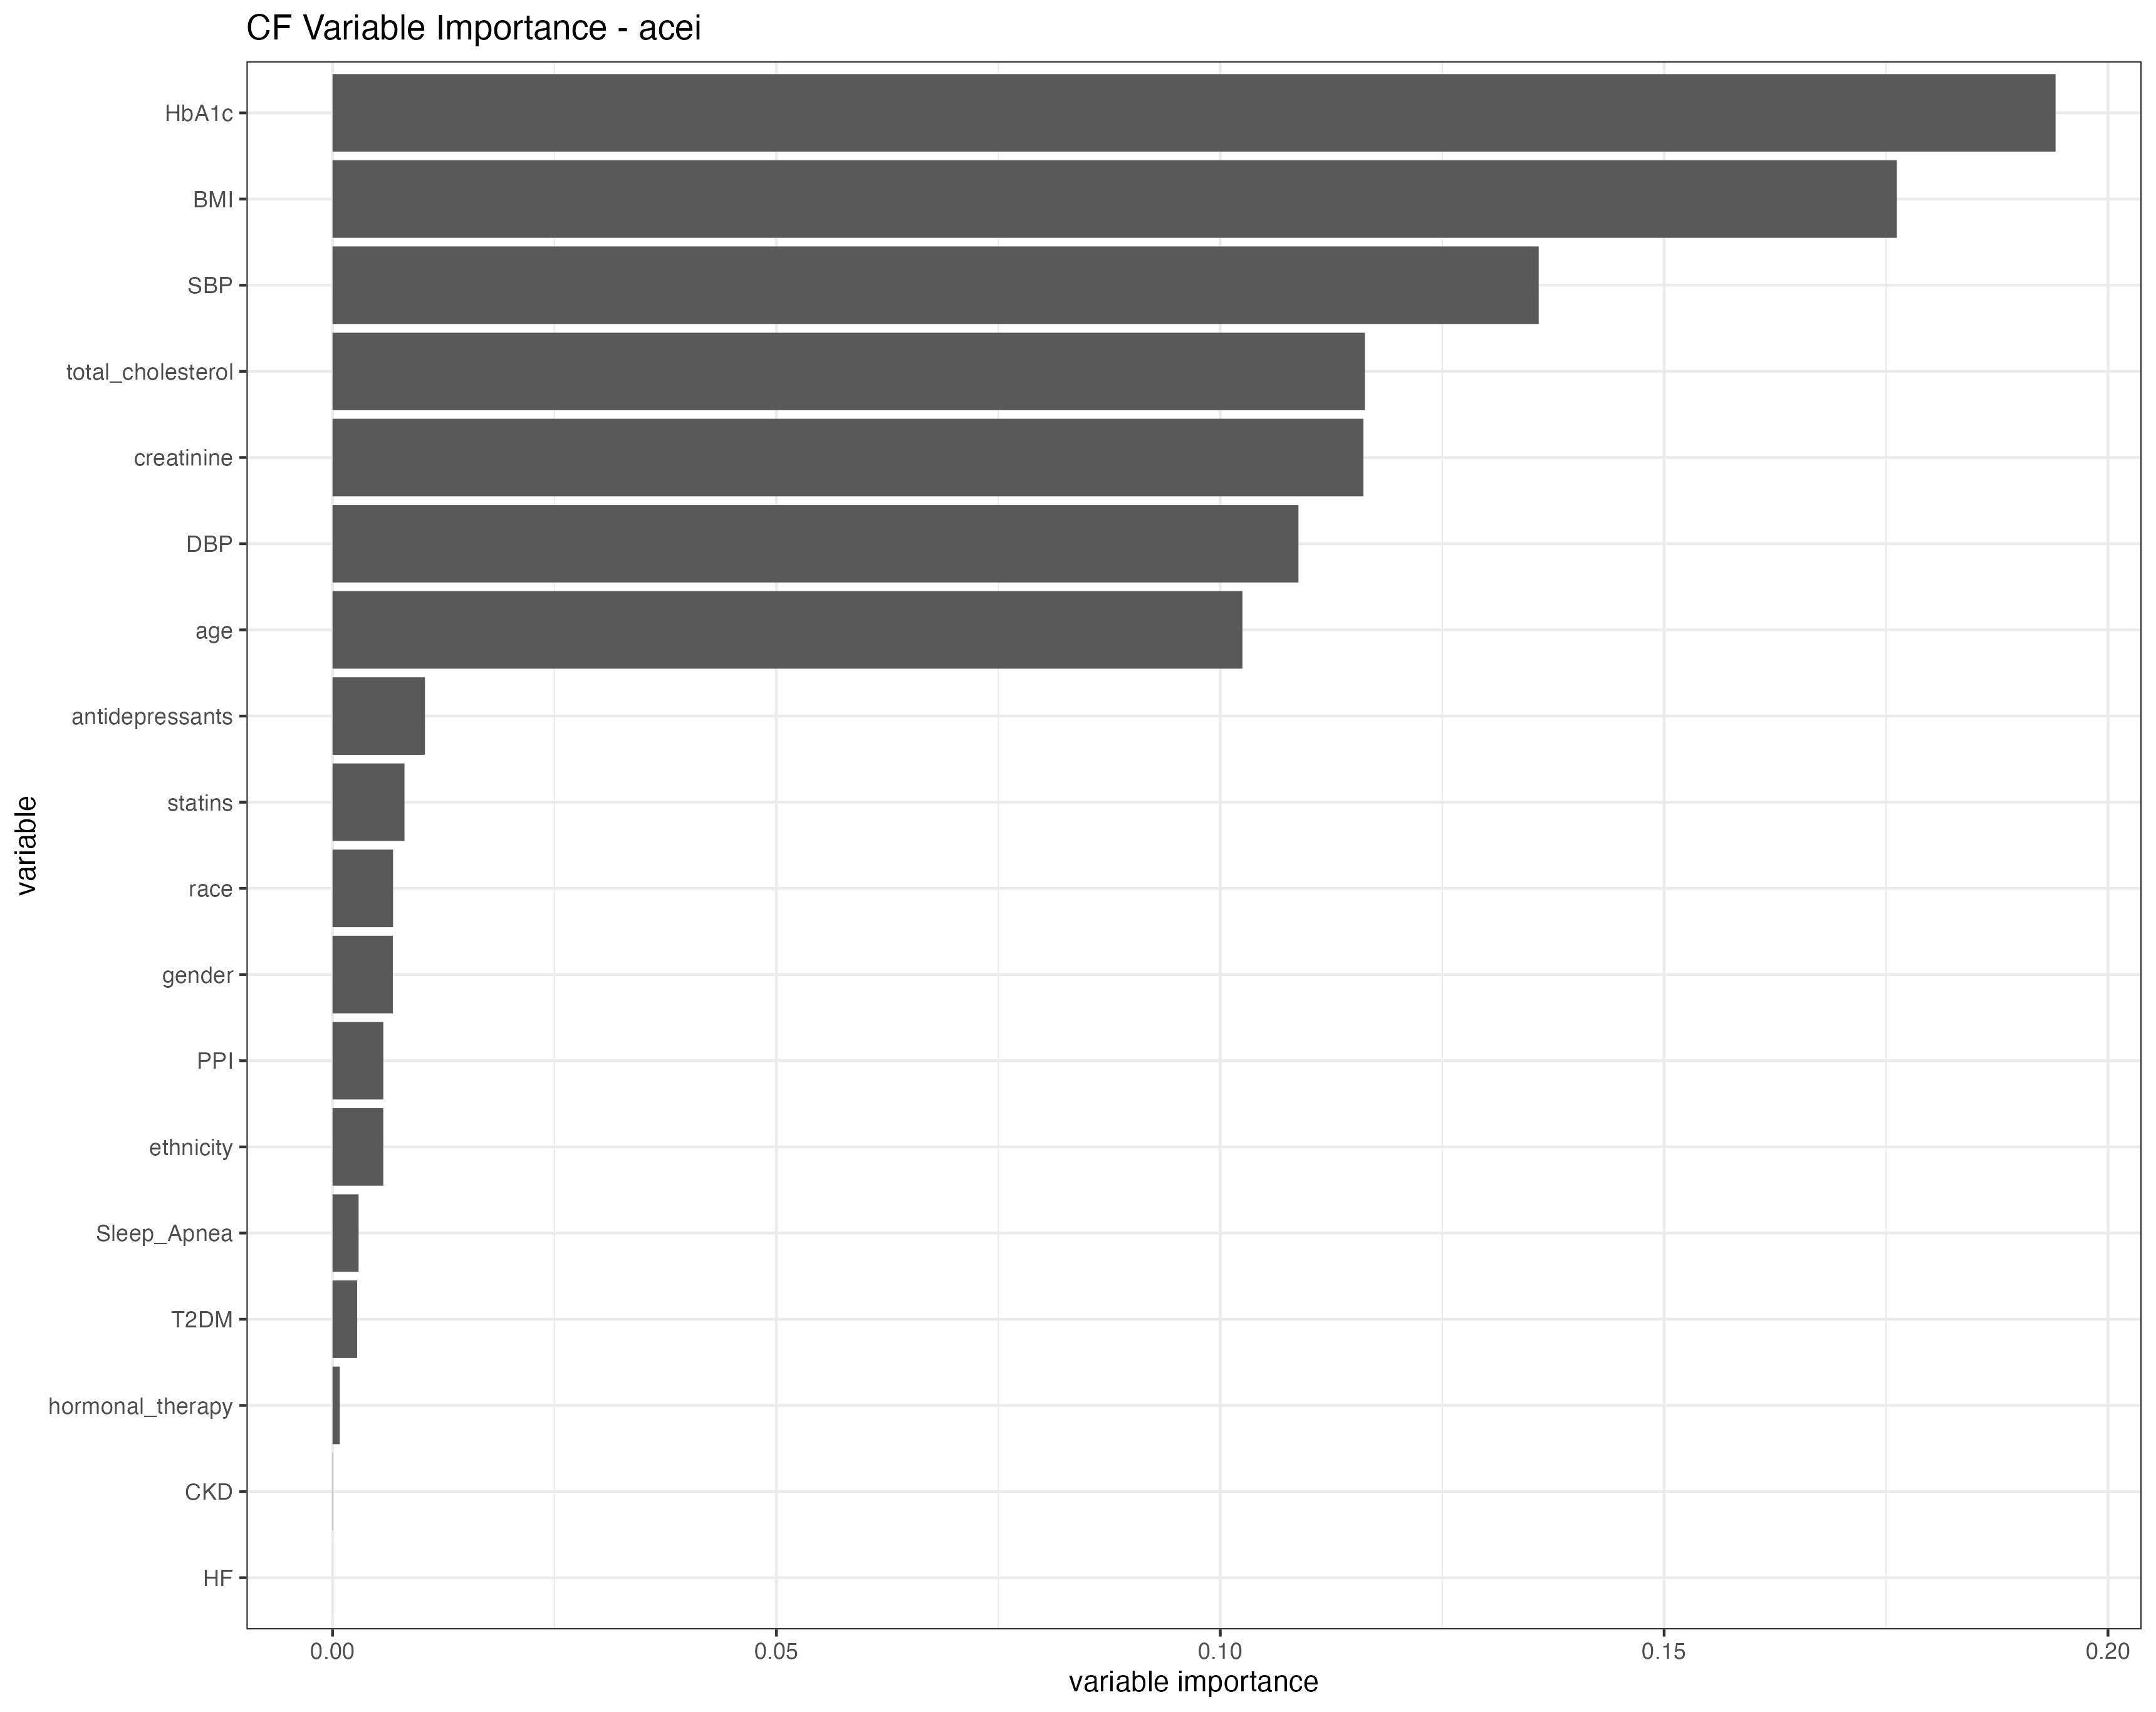 CF Variable Importance - acei
HbA1c
BMI
SBP
total_cholesterol
creatinine
DBP
age
antidepressants
statins
race
gender
PPI
ethnicity
Sleep_Apnea
T2DM
hormonal_therapy
CKD
HF
variable
0.00 0.05 0.10 0.15 0.20
variable importance